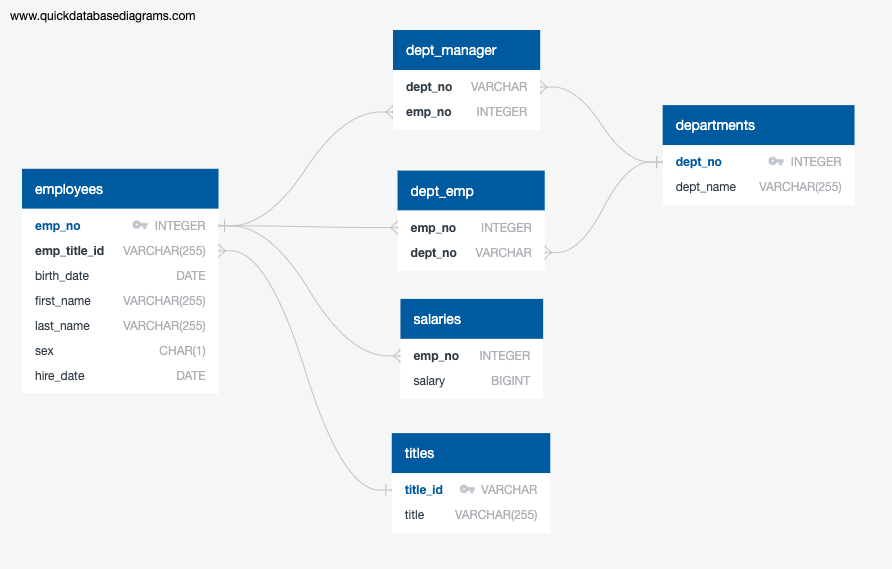 www.quickdatabasediagrams.com
employees
emp_no INTEGER
emp_title_id VARCHAR(255)
birth_date DATE
first_name VARCHAR(255)
last_name VARCHAR(255)
sex CHAR(1)
hire_date DATE
dept_manager
dept_no VARCHAR
emp_no INTEGER
dept_emp
emp_no INTEGER
dept_no VARCHAR
salaries
emp_no INTEGER
salary BIGINT
titles
title_id VARCHAR
title VARCHAR(255)
departments
dept_no INTEGER
dept_name VARCHAR(255)